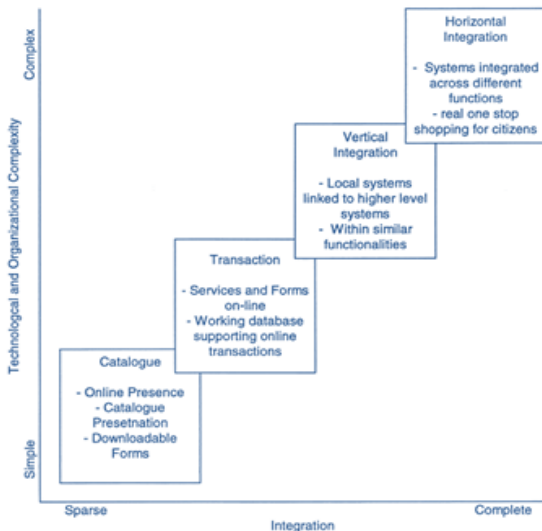 Horizontal
Integration
- Systems integrated
across different
functions
- real one stop
shopping for citizens
Vertical
Integration
- Local systems
linked to higher level
systems
- Within similar
functionalities
Transaction
- Services and Forms
on-line
- Working database
supporting online
transactions
Catalogue
- Online Presence
- Catalogue
Presetnation
- Downloadable
Forms
Complex
Technologcal and Organizational Complexity
Simple
Sparse
Complete
Integration